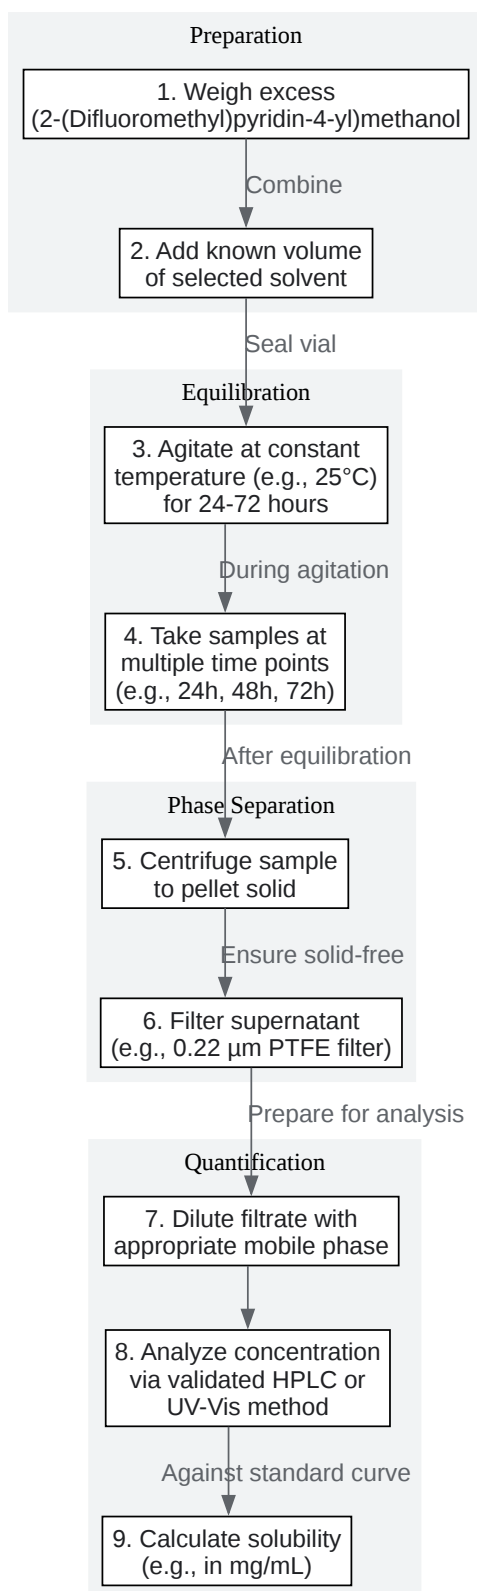 Preparation
1. Weigh excess
(2-(Difluoromethyl)pyridin-4-yl)methanol
Combine
2. Add known volume
of selected solvent
Seal vial
Equilibration
3. Agitate at constant
temperature (e.g., 25°C)
for 24-72 hours
During agitation
4. Take samples at
multiple time points
(e.g., 24h, 48h, 72h)
After equilibration
Phase Separation
5. Centrifuge sample
to pellet solid
Ensure solid-free
6. Filter supernatant
(e.g., 0.22 µm PTFE filter)
Prepare for analysis
Quantification
7. Dilute filtrate with
appropriate mobile phase
8. Analyze concentration
via validated HPLC or
UV-Vis method
Against standard curve
9. Calculate solubility
(e.g., in mg/mL)